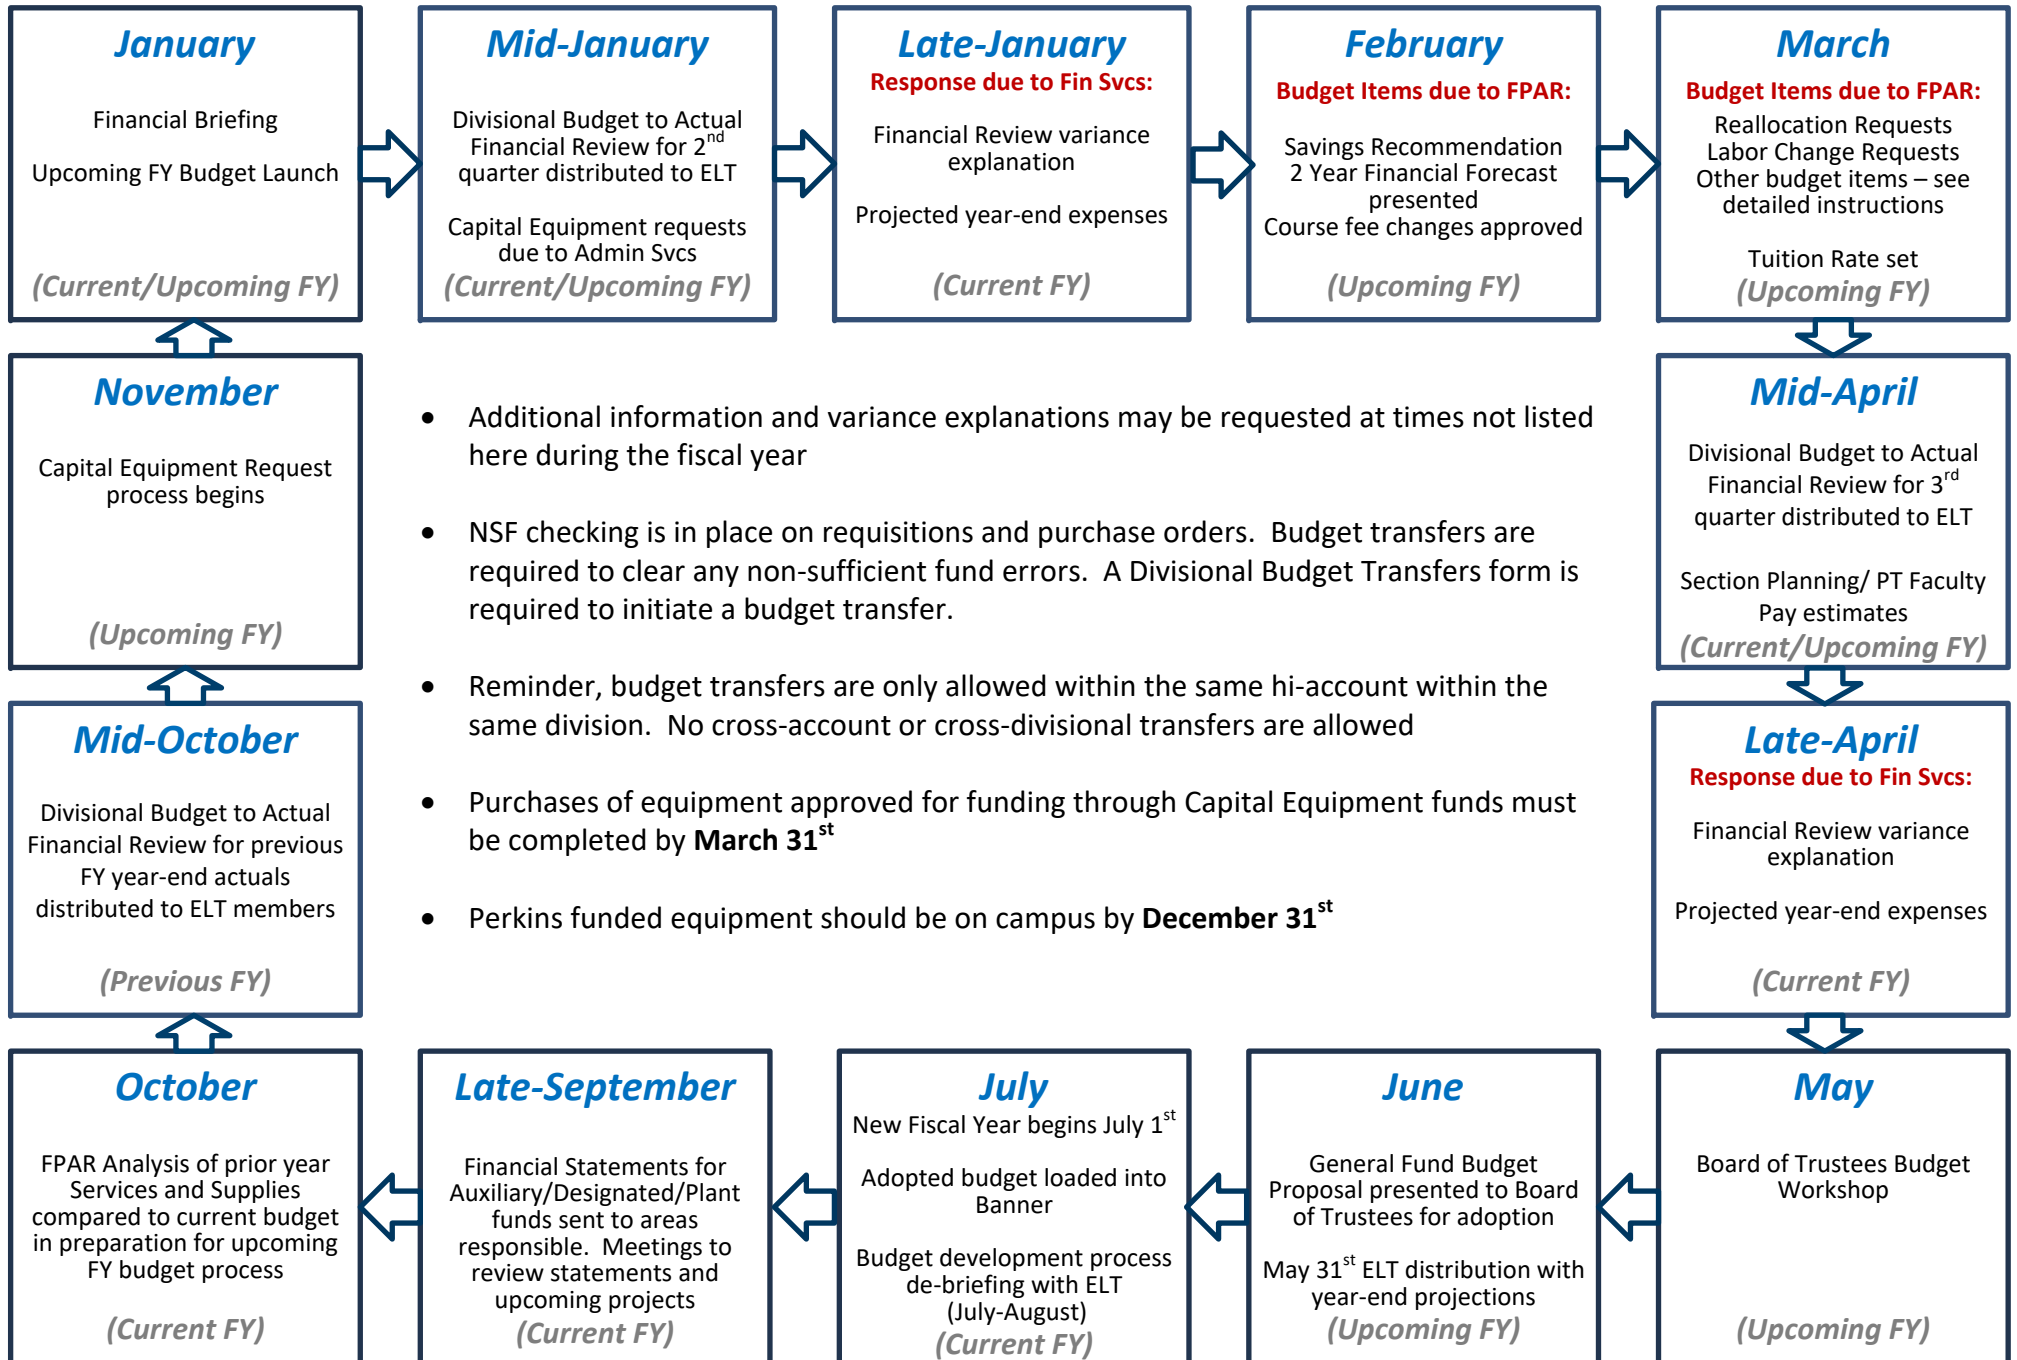 January
Financial Briefing
Upcoming FY Budget Launch
(Current/Upcoming FY)
Mid-January
Divisional Budget to Actual
Financial Review for 2nd
quarter distributed to ELT
Capital Equipment requests
due to Admin Svcs
(Current/Upcoming FY)
Late-January
Response due to Fin Svcs:
Financial Review variance
explanation
Projected year-end expenses
(Current FY)
February
Budget Items due to FPAR:
Savings Recommendation
2 Year Financial Forecast
presented
Course fee changes approved
(Upcoming FY)
March
Budget Items due to FPAR:
Reallocation Requests
Labor Change Requests
Other budget items – see
detailed instructions
Tuition Rate set
(Upcoming FY)
November
Capital Equipment Request
process begins
(Upcoming FY)
• Additional information and variance explanations may be requested at times not listed
here during the fiscal year
• NSF checking is in place on requisitions and purchase orders.  Budget transfers are
required to clear any non-sufficient fund errors.  A Divisional Budget Transfers form is
required to initiate a budget transfer.
• Reminder, budget transfers are only allowed within the same hi-account within the
same division.  No cross-account or cross-divisional transfers are allowed
• Purchases of equipment approved for funding through Capital Equipment funds must
be completed by March 31st
• Perkins funded equipment should be on campus by December 31st
Mid-April
Divisional Budget to Actual
Financial Review for 3rd
quarter distributed to ELT
Section Planning/ PT Faculty
Pay estimates
(Current/Upcoming FY)
Mid-October
Divisional Budget to Actual
Financial Review for previous
FY year-end actuals
distributed to ELT members
(Previous FY)
Late-April
Response due to Fin Svcs:
Financial Review variance
explanation
Projected year-end expenses
(Current FY)
October
FPAR Analysis of prior year
Services and Supplies
compared to current budget
in preparation for upcoming
FY budget process
(Current FY)
Late-September
Financial Statements for
Auxiliary/Designated/Plant
funds sent to areas
responsible.  Meetings to
review statements and
upcoming projects
(Current FY)
July
New Fiscal Year begins July 1st
Adopted budget loaded into
Banner
Budget development process
de-briefing with ELT
(July-August)
(Current FY)
June
General Fund Budget
Proposal presented to Board
of Trustees for adoption
May 31st ELT distribution with
year-end projections
(Upcoming FY)
May
Board of Trustees Budget
Workshop
(Upcoming FY)